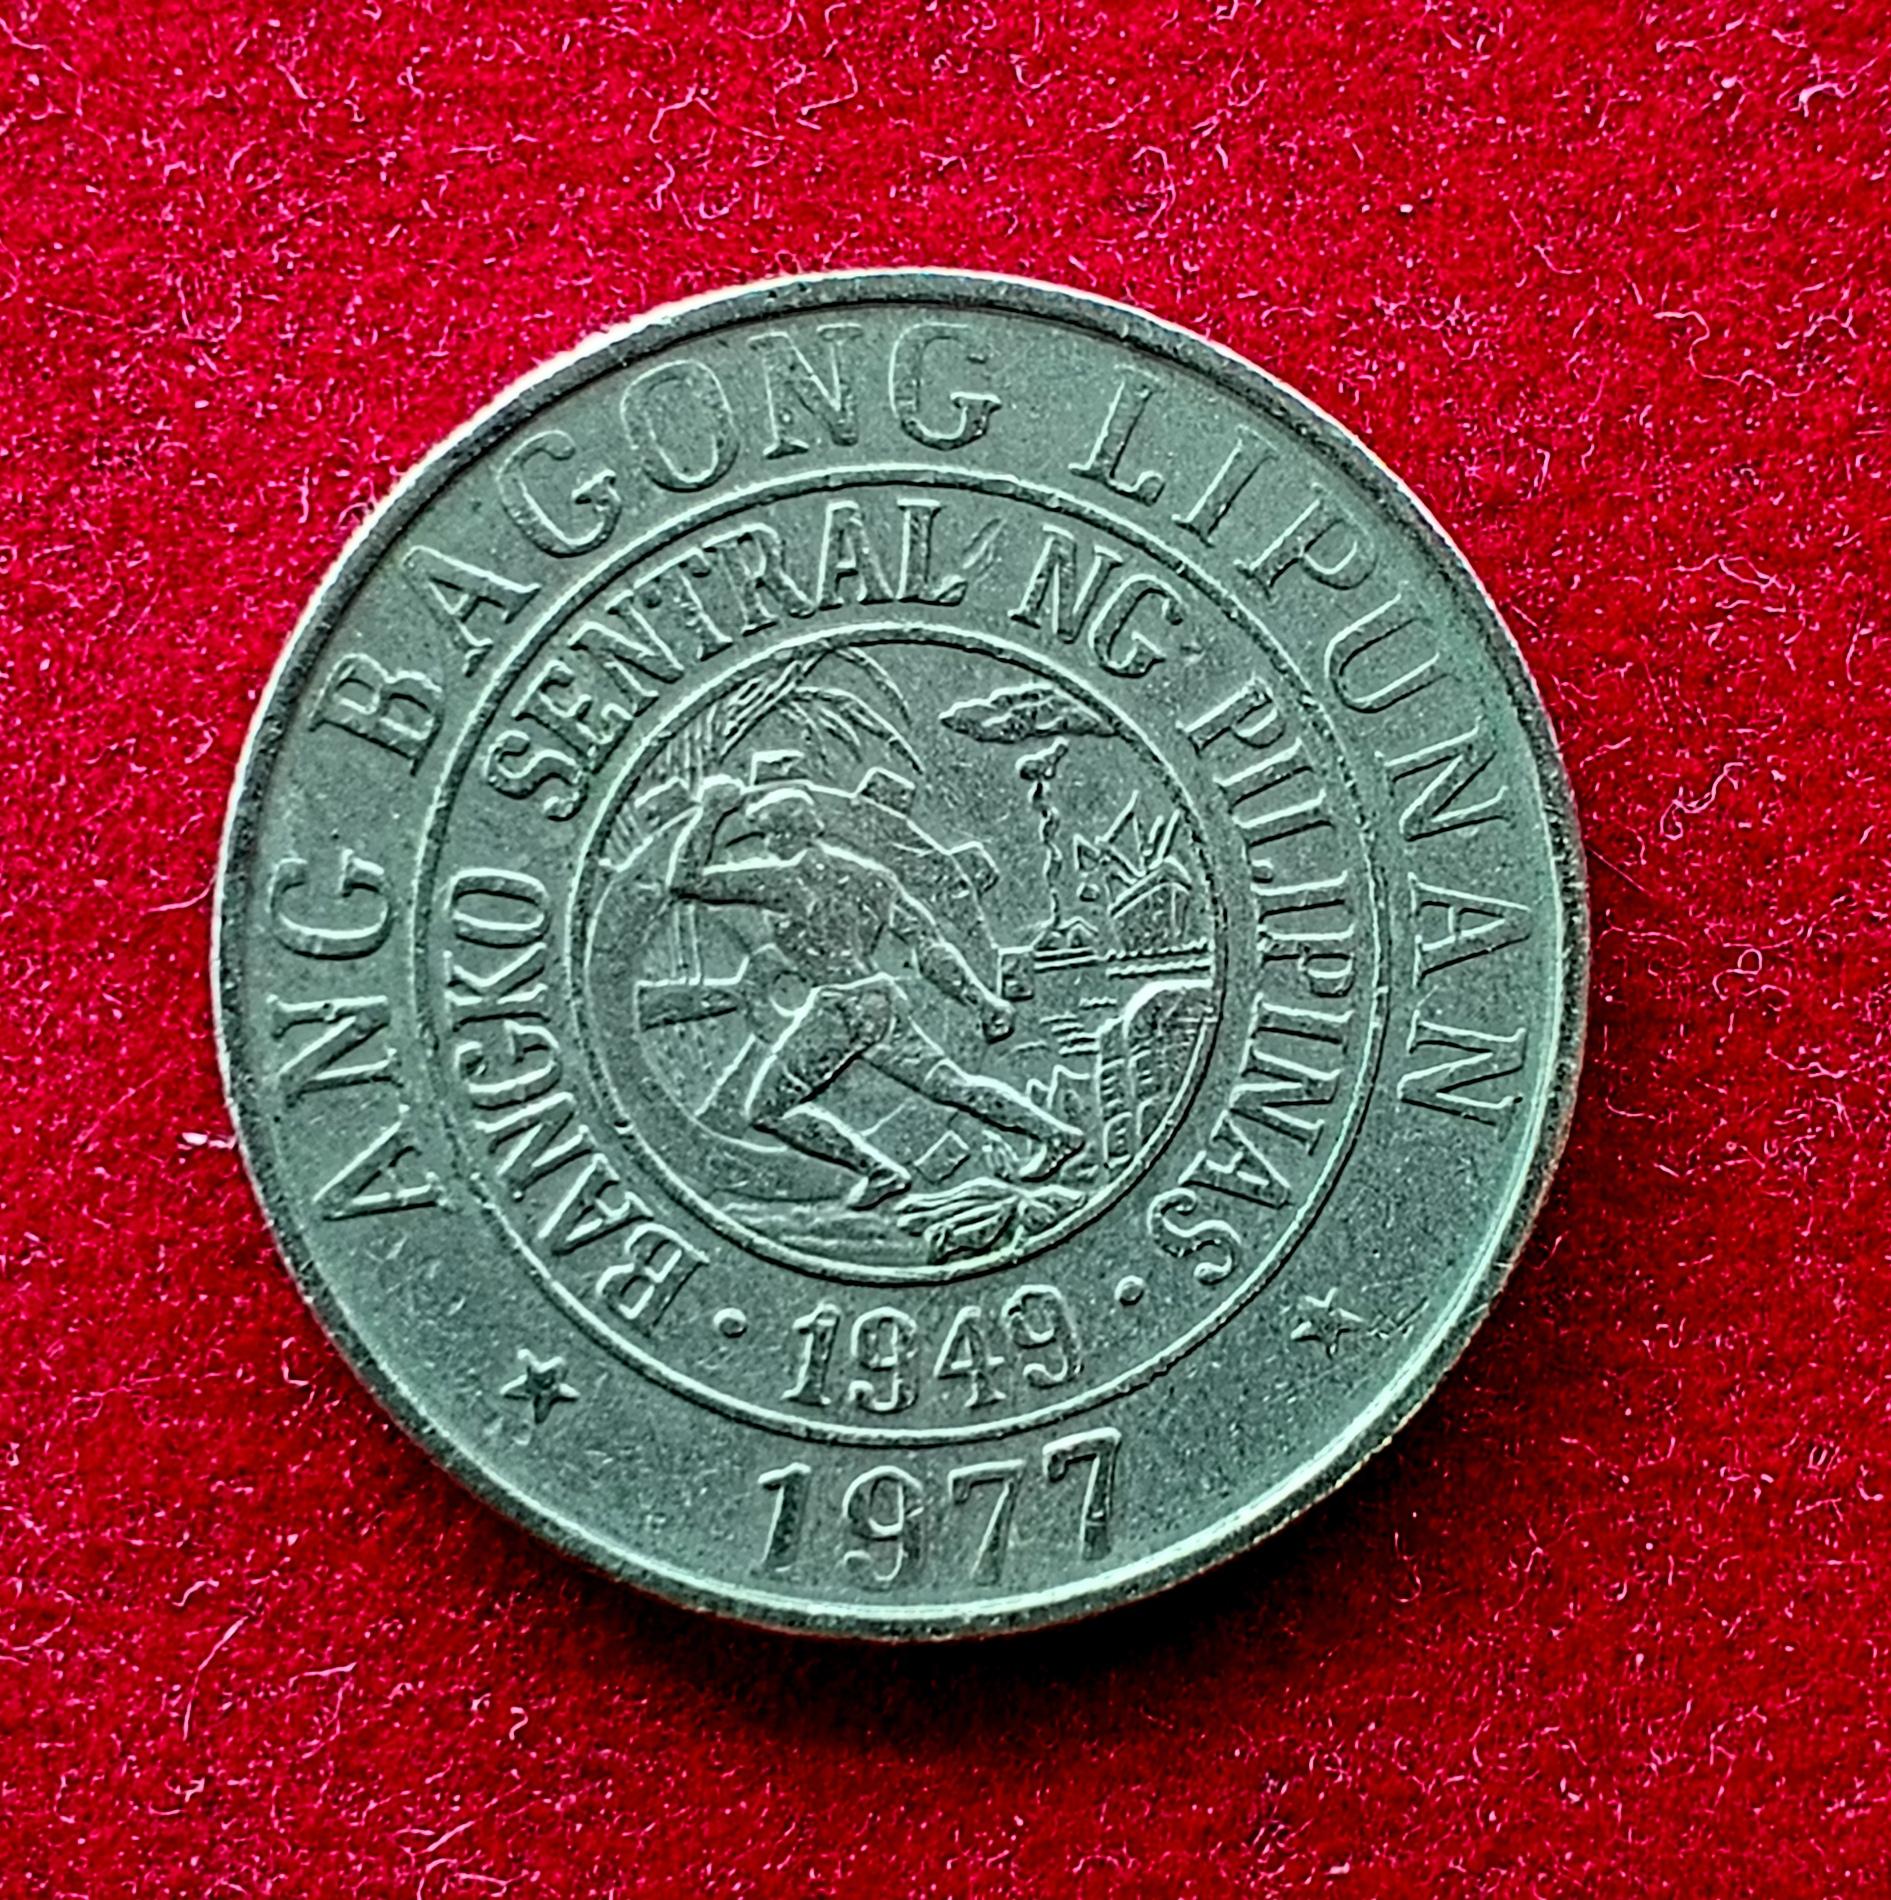 ANG BAGONG LIPUNAN
BANGKO SENTRAL NG PILIPINAS
· 1949 ·
1977